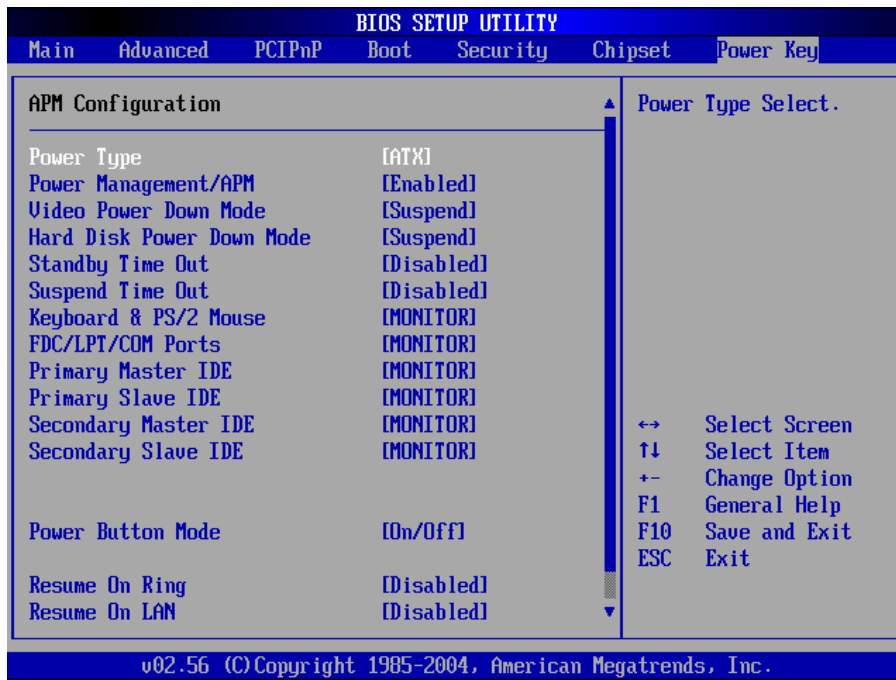 BIOS SETUP UTILITY
Main Advanced PCIPnP Boot Security Chipset Power Key
APM Configuration
Power Type [ATX]
Power Management/APM [Enabled]
Video Power Down Mode [Suspend]
Hard Disk Power Down Mode [Suspend]
Standby Time Out [Disabled]
Suspend Time Out [Disabled]
Keyboard & PS/2 Mouse [MONITOR]
FDC/LPT/COM Ports [MONITOR]
Primary Master IDE [MONITOR]
Primary Slave IDE [MONITOR]
Secondary Master IDE [MONITOR]
Secondary Slave IDE [MONITOR]
Power Button Mode [On/Off]
Resume On Ring [Disabled]
Resume On LAN [Disabled]
Power Type Select.
↔ Select Screen
↑↓ Select Item
+- Change Option
F1 General Help
F10 Save and Exit
ESC Exit
v02.56 (C)Copyright 1985-2004, American Megatrends, Inc.